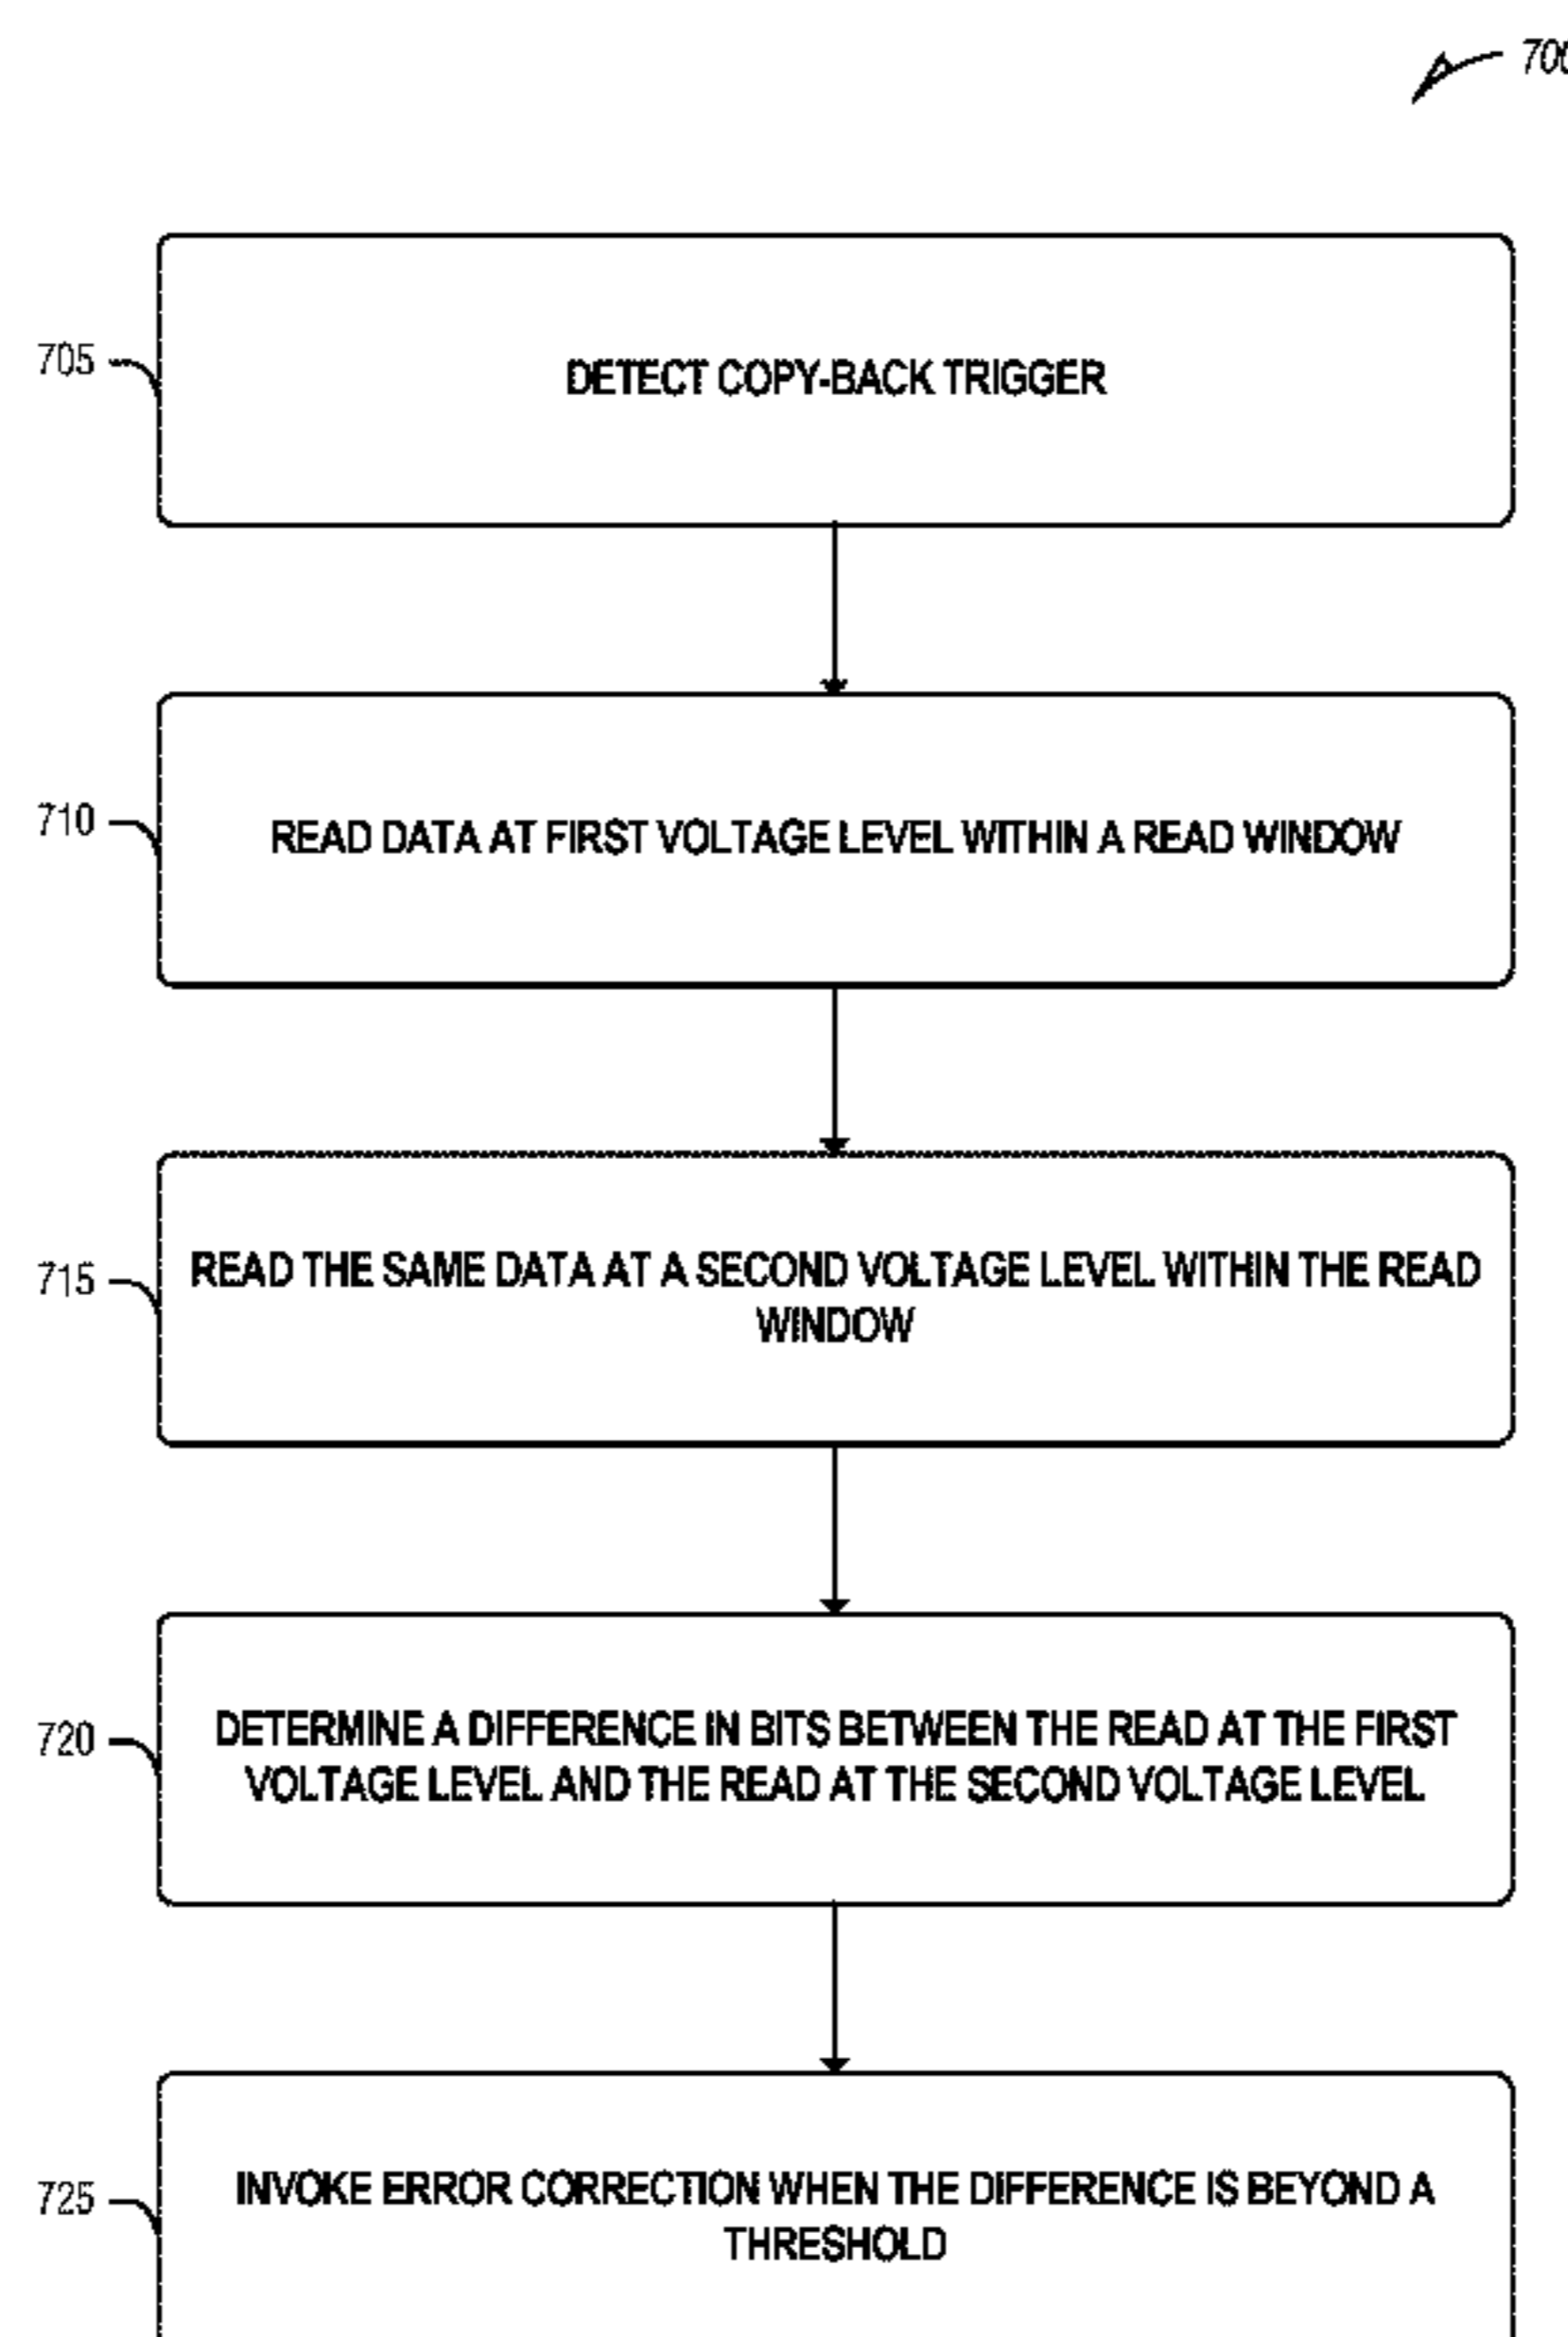 700
705
DETECT COPY-BACK TRIGGER
710
READ DATA AT FIRST VOLTAGE LEVEL WITHIN A READ WINDOW
715
READ THE SAME DATA AT A SECOND VOLTAGE LEVEL WITHIN THE READ
WINDOW
720
DETERMINE A DIFFERENCE IN BITS BETWEEN THE READ AT THE FIRST
VOLTAGE LEVEL AND THE READ AT THE SECOND VOLTAGE LEVEL
725
INVOKE ERROR CORRECTION WHEN THE DIFFERENCE IS BEYOND A
THRESHOLD